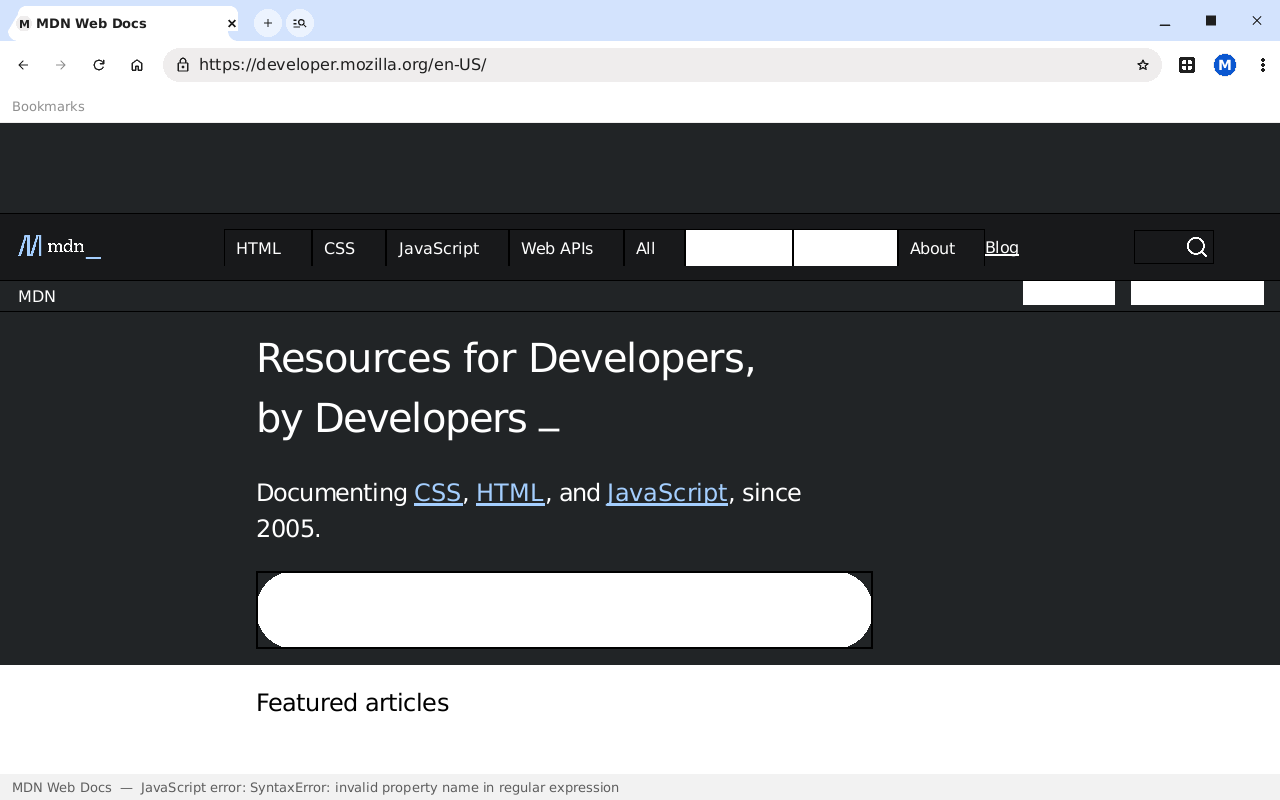 M MDN Web Docs
https://developer.mozilla.org/en-US/
M
Bookmarks
mdn_
HTML CSS JavaScript Web APIs All About Blog
MDN
Resources for Developers,
by Developers _
Documenting CSS, HTML, and JavaScript, since
2005.
Featured articles
MDN Web Docs — JavaScript error: SyntaxError: invalid property name in regular expression